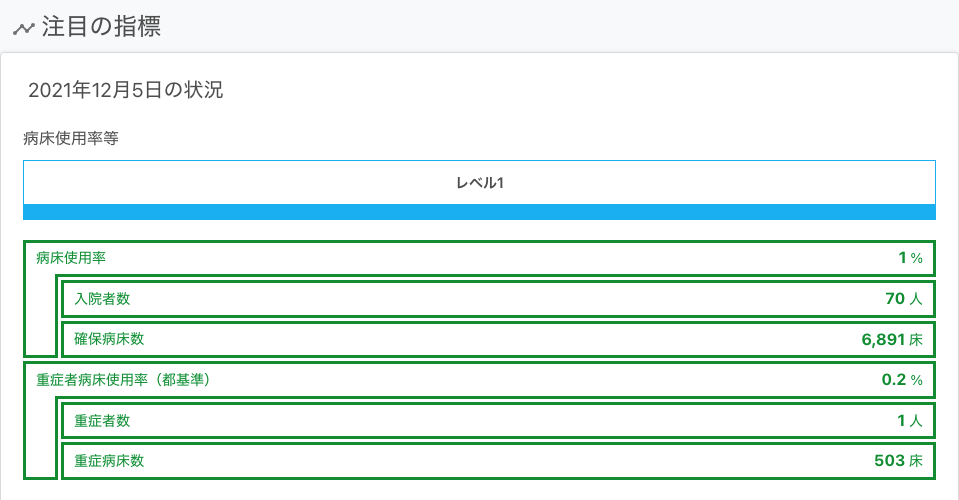 注目の指標
2021年12月5日の状況
病床使用率等
レベル1
病床使用率 1 %
入院者数 70 人
確保病床数 6,891 床
重症者病床使用率（都基準） 0.2 %
重症者数 1 人
重症病床数 503 床